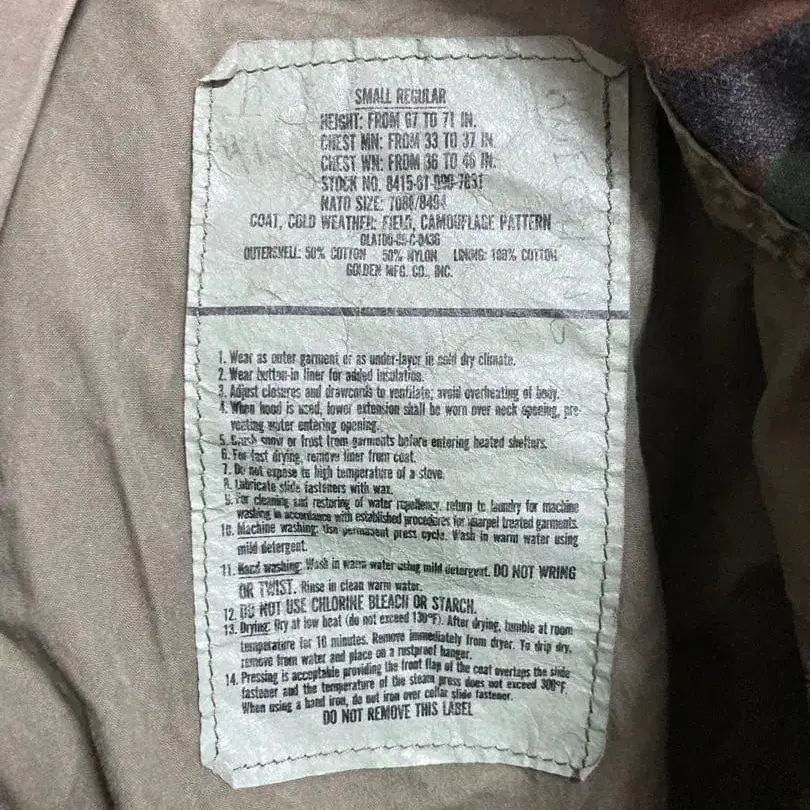 SMALL REGULAR
HEIGHT: FROM 67 TO 71 IN.
CHEST MN: FROM 33 TO 37 IN.
CHEST WN: FROM 36 TO 46 IN.
STOCK NO. 8415-01-099-7831
NATO SIZE: 7080/8494
COAT, COLD WEATHER: FIELD, CAMOUFLAGE PATTERN
OUTERSHELL: 50% COTTON 50% NYLON LINING: 100% COTTON
GOLDEN MFG. CO., INC.
1. Wear as outer garment or as under-layer in cold dry climate.
2. Wear button-in liner for added insulation.
3. Adjust closures and drawcords to ventilate; avoid overheating of body.
4. When hood is used, lower extension shall be worn over neck opening, pre-
venting water entering opening.
5. Brush snow or frost from garments before entering heated shelters.
6. For fast drying, remove liner from coat.
7. Do not expose to high temperature of a stove.
8. Lubricate slide fasteners with wax.
9. For cleaning and restoring of water repellency, return to laundry for machine
washing in accordance with established procedures for quarpel treated garments.
10. Machine washing: Use permanent press cycle. Wash in warm water using
mild detergent.
11. Hand washing: Wash in warm water using mild detergent. DO NOT WRING
OR TWIST. Rinse in clean warm water.
12. DO NOT USE CHLORINE BLEACH OR STARCH.
13. Drying: Dry at low heat (do not exceed 130°F). After drying, tumble at room
temperature for 10 minutes. Remove immediately from dryer. To drip dry,
remove from water and place on a rustproof hanger.
14. Pressing is acceptable providing the front flap of the coat overlaps the slide
fastener and the temperature of the steam press does not exceed 300°F.
When using a hand iron, do not iron over collar slide fastener.
DO NOT REMOVE THIS LABEL